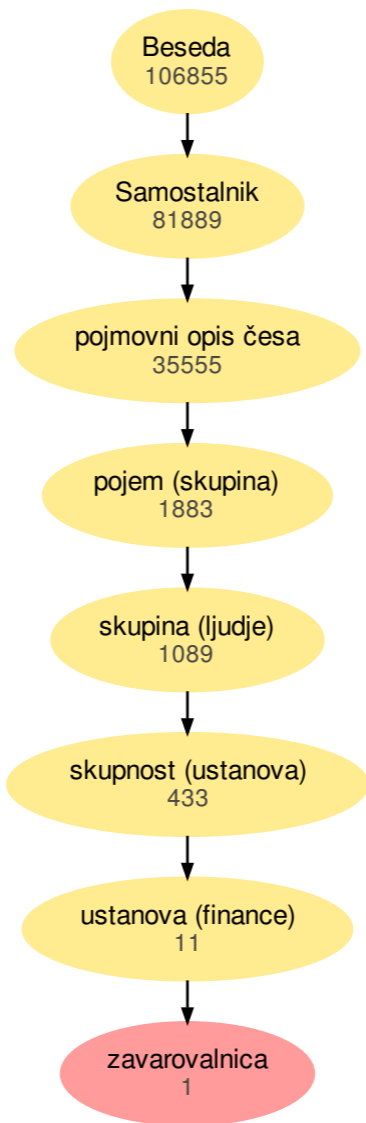 Beseda
106855
Samostalnik
81889
pojmovni opis česa
35555
pojem (skupina)
1883
skupina (ljudje)
1089
skupnost (ustanova)
433
ustanova (finance)
11
zavarovalnica
1